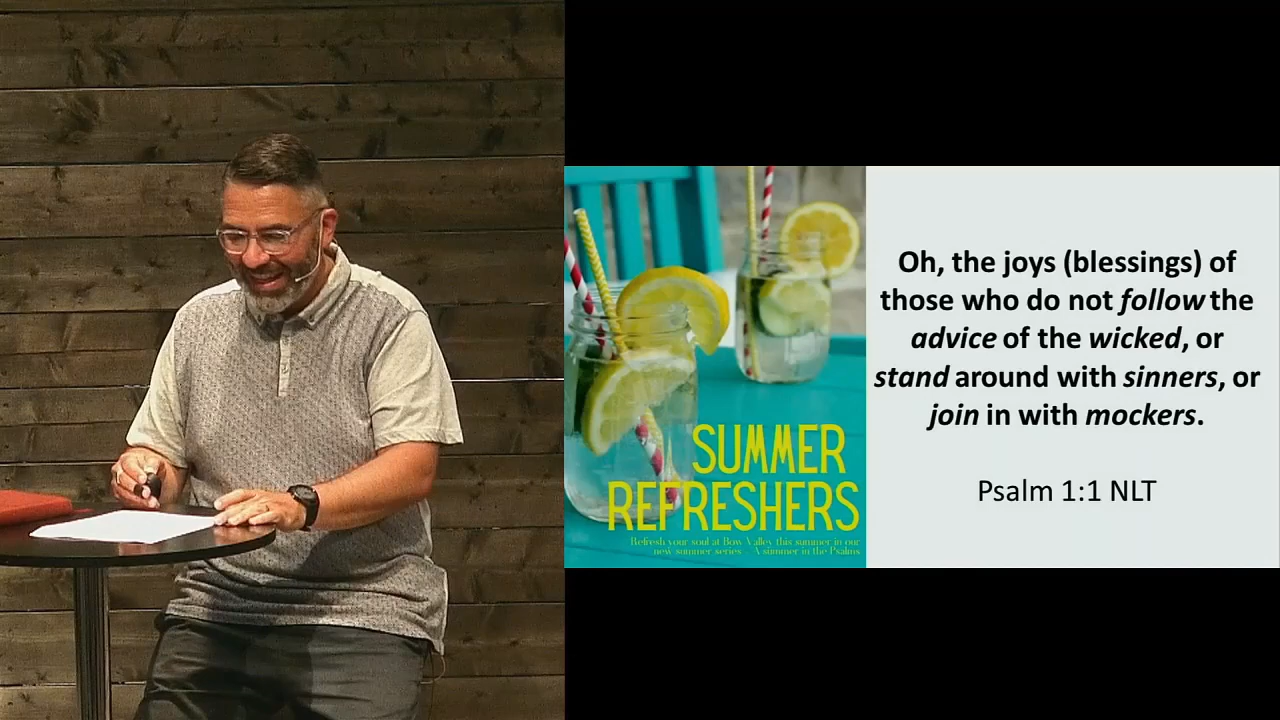 SUMMER
REFRESHERS
Refresh your soul at Bow Valley this summer in our
new summer series - A summer in the Psalms
Oh, the joys (blessings) of
those who do not follow the
advice of the wicked, or
stand around with sinners, or
join in with mockers.
Psalm 1:1 NLT